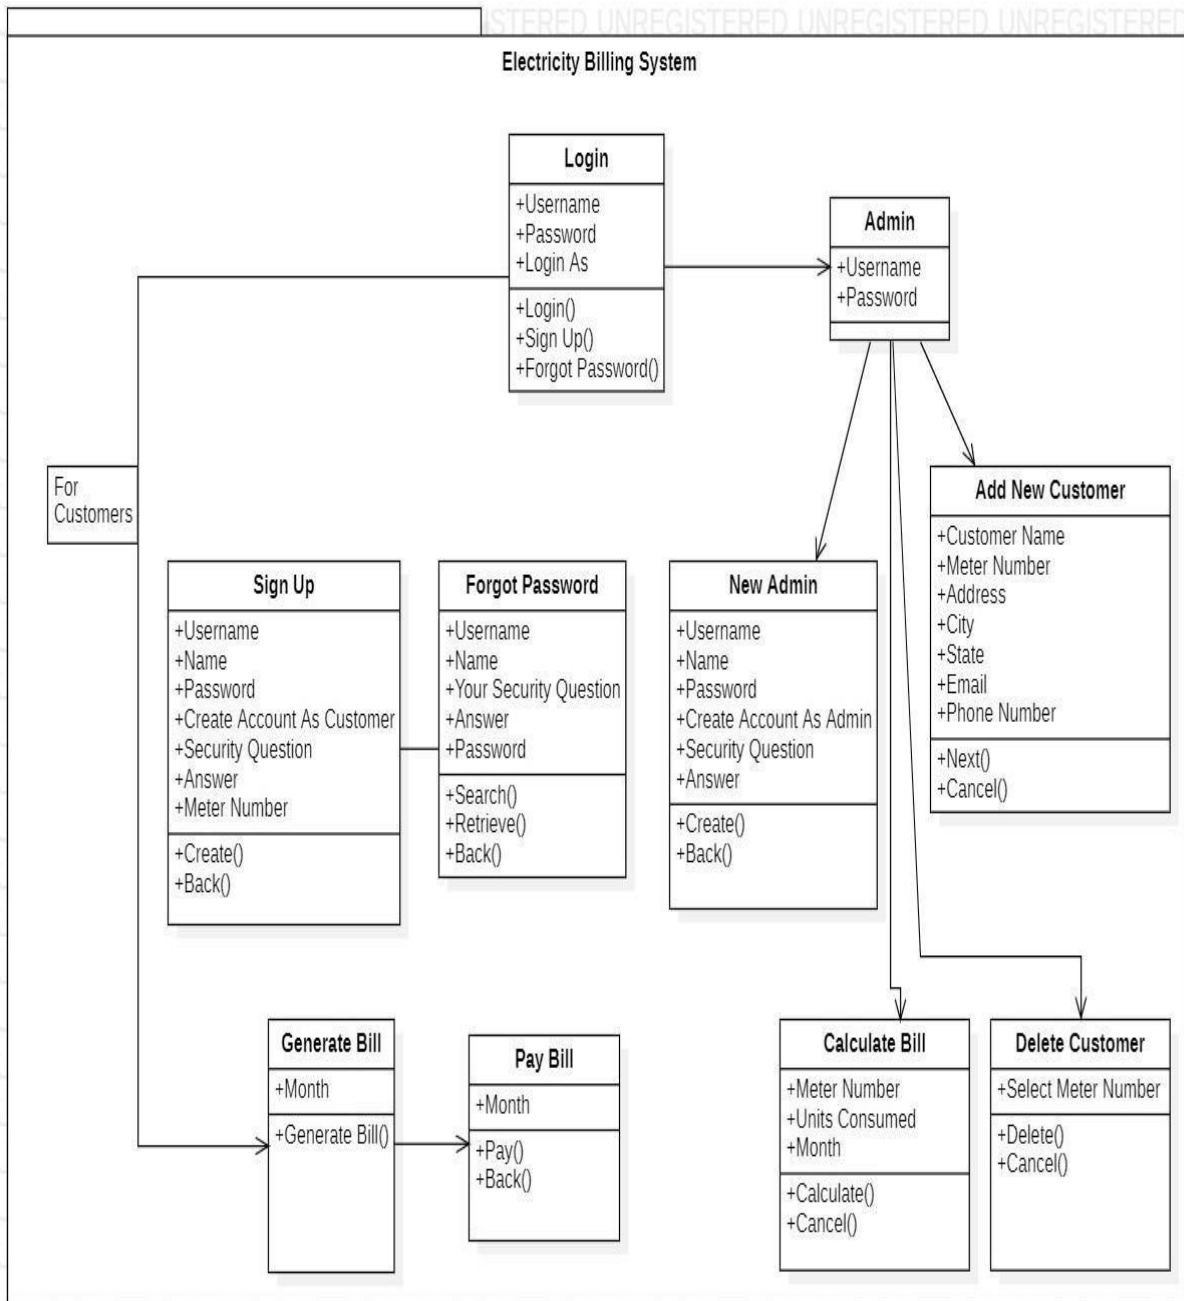 STERED UNREGISTERED UNREGISTERED UNREGISTERED
Electricity Billing System
Login
+Username
+Password
+Login As
+Login()
+Sign Up()
+Forgot Password()
Admin
+Username
+Password
For
Customers
Sign Up
+Username
+Name
+Password
+Create Account As Customer
+Security Question
+Answer
+Meter Number
+Create()
+Back()
Forgot Password
+Username
+Name
+Your Security Question
+Answer
+Password
+Search()
+Retrieve()
+Back()
New Admin
+Username
+Name
+Password
+Create Account As Admin
+Security Question
+Answer
+Create()
+Back()
Add New Customer
+Customer Name
+Meter Number
+Address
+City
+State
+Email
+Phone Number
+Next()
+Cancel()
Generate Bill
+Month
+Generate Bill()
Pay Bill
+Month
+Pay()
+Back()
Calculate Bill
+Meter Number
+Units Consumed
+Month
+Calculate()
+Cancel()
Delete Customer
+Select Meter Number
+Delete()
+Cancel()